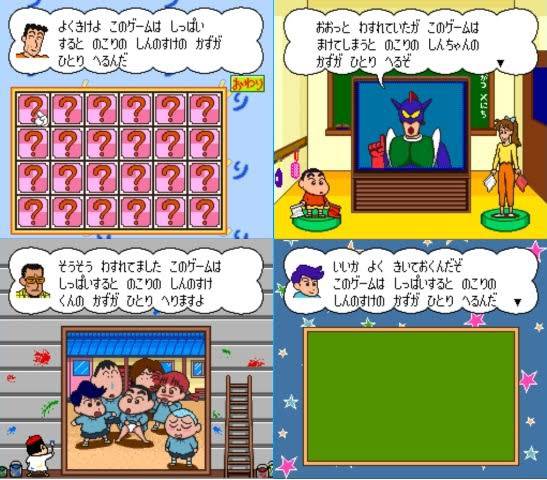 よくきけよ このゲームは しっぱい
すると のこりの しんのすけの かずが
ひとり へるんだ
おわり
? ? ? ? ? ?
? ? ? ? ? ?
? ? ? ? ? ?
? ? ? ? ? ?
おおっと わすれていたが このゲームは
まけてしまうと のこりの しんちゃんの
かずが ひとり へるぞ
そうそう わすれてました このゲームは
しっぱいすると のこりの しんのすけ
くんの かずが ひとり へりますよ
いいか よく きいておくんだぞ
このゲームは しっぱいすると のこりの
しんのすけの かずが ひとり へるんだ